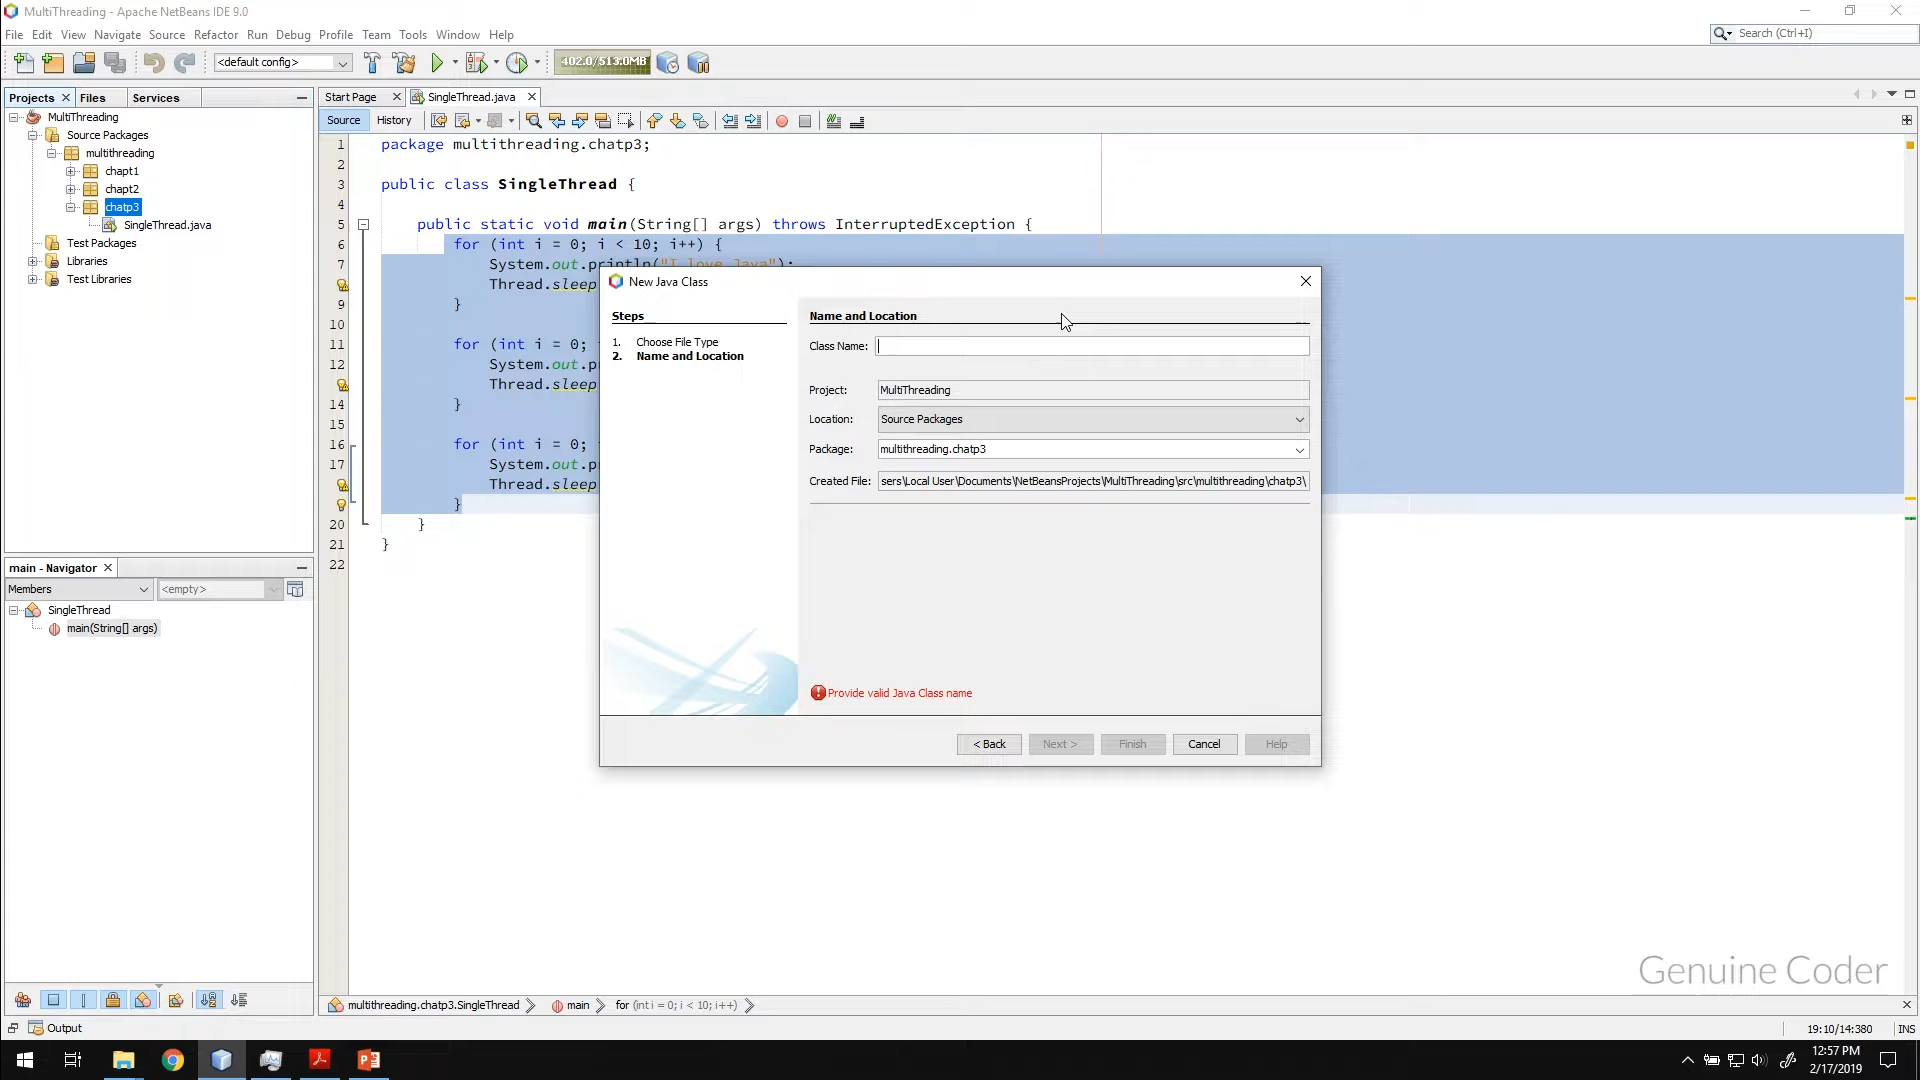 MultiThreading - Apache NetBeans IDE 9.0
File Edit View Navigate Source Refactor Run Debug Profile Team Tools Window Help
Search (Ctrl+I)
<default config>
402.0/513.0MB
Projects Files Services
MultiThreading
Source Packages
multithreading
chapt1
chapt2
chatp3
SingleThread.java
Test Packages
Libraries
Test Libraries
Start Page SingleThread.java
Source History
1 package multithreading.chatp3;
2
3 public class SingleThread {
4
5 public static void main(String[] args) throws InterruptedException {
6 for (int i = 0; i < 10; i++) {
7 System.out.println("I love Java");
Thread.sleep
9 }
10
11 for (int i = 0;
12 System.out.p
Thread.sleep
14 }
15
16 for (int i = 0;
17 System.out.p
Thread.sleep
}
20 }
21 }
22
New Java Class
Steps
1. Choose File Type
2. Name and Location
Name and Location
Class Name:
Project: MultiThreading
Location: Source Packages
Package: multithreading.chatp3
Created File: sers\Local User\Documents\NetBeansProjects\MultiThreading\src\multithreading\chatp3\
Provide valid Java Class name
< Back Next > Finish Cancel Help
main - Navigator
Members <empty>
SingleThread
main(String[] args)
Genuine Coder
multithreading.chatp3.SingleThread main for (int i = 0; i < 10; i++)
Output
19:10/14:380 INS
12:57 PM
2/17/2019